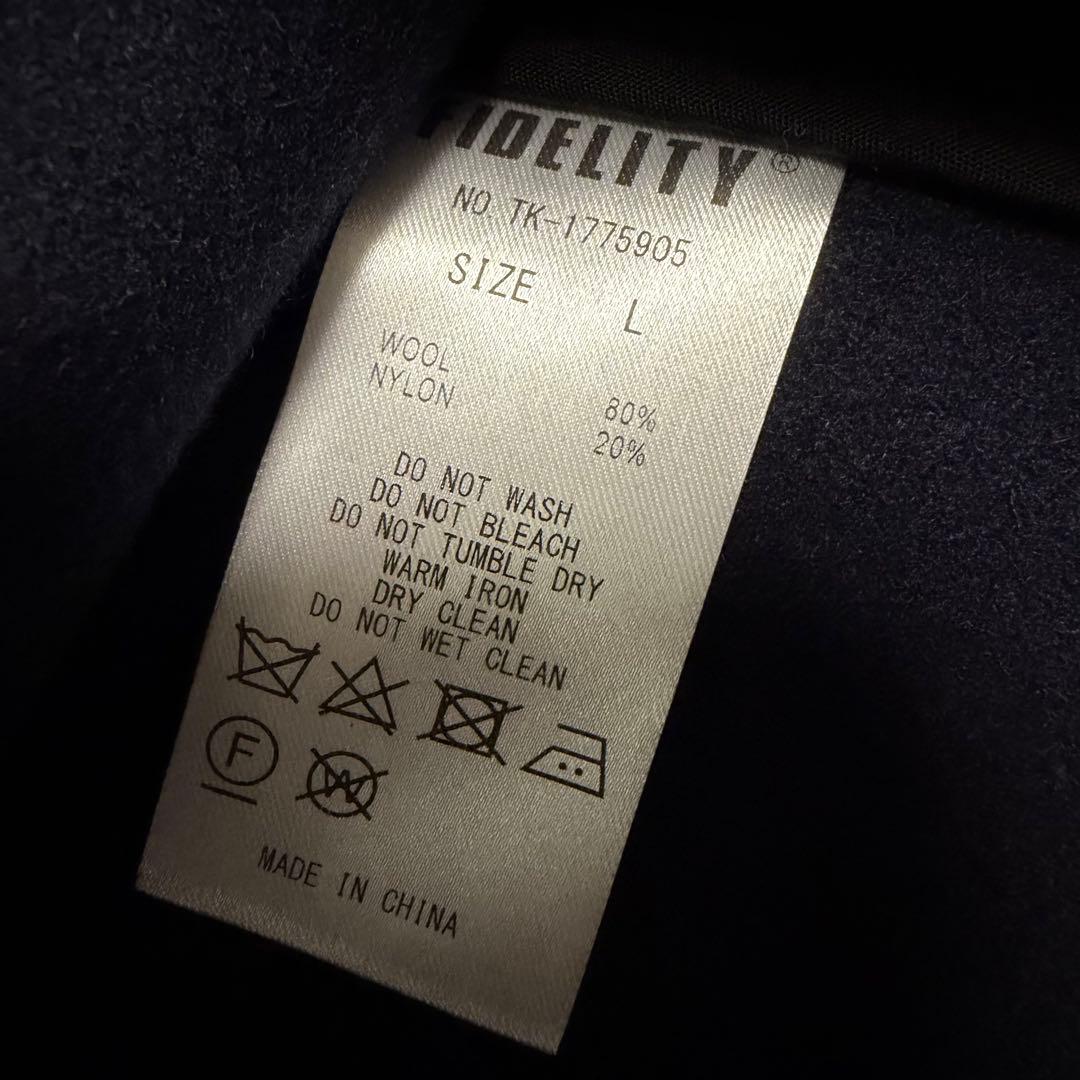 FIDELITY®
NO. TK-1775905
SIZE L
WOOL 80%
NYLON 20%
DO NOT WASH
DO NOT BLEACH
DO NOT TUMBLE DRY
WARM IRON
DRY CLEAN
DO NOT WET CLEAN
F W
MADE IN CHINA